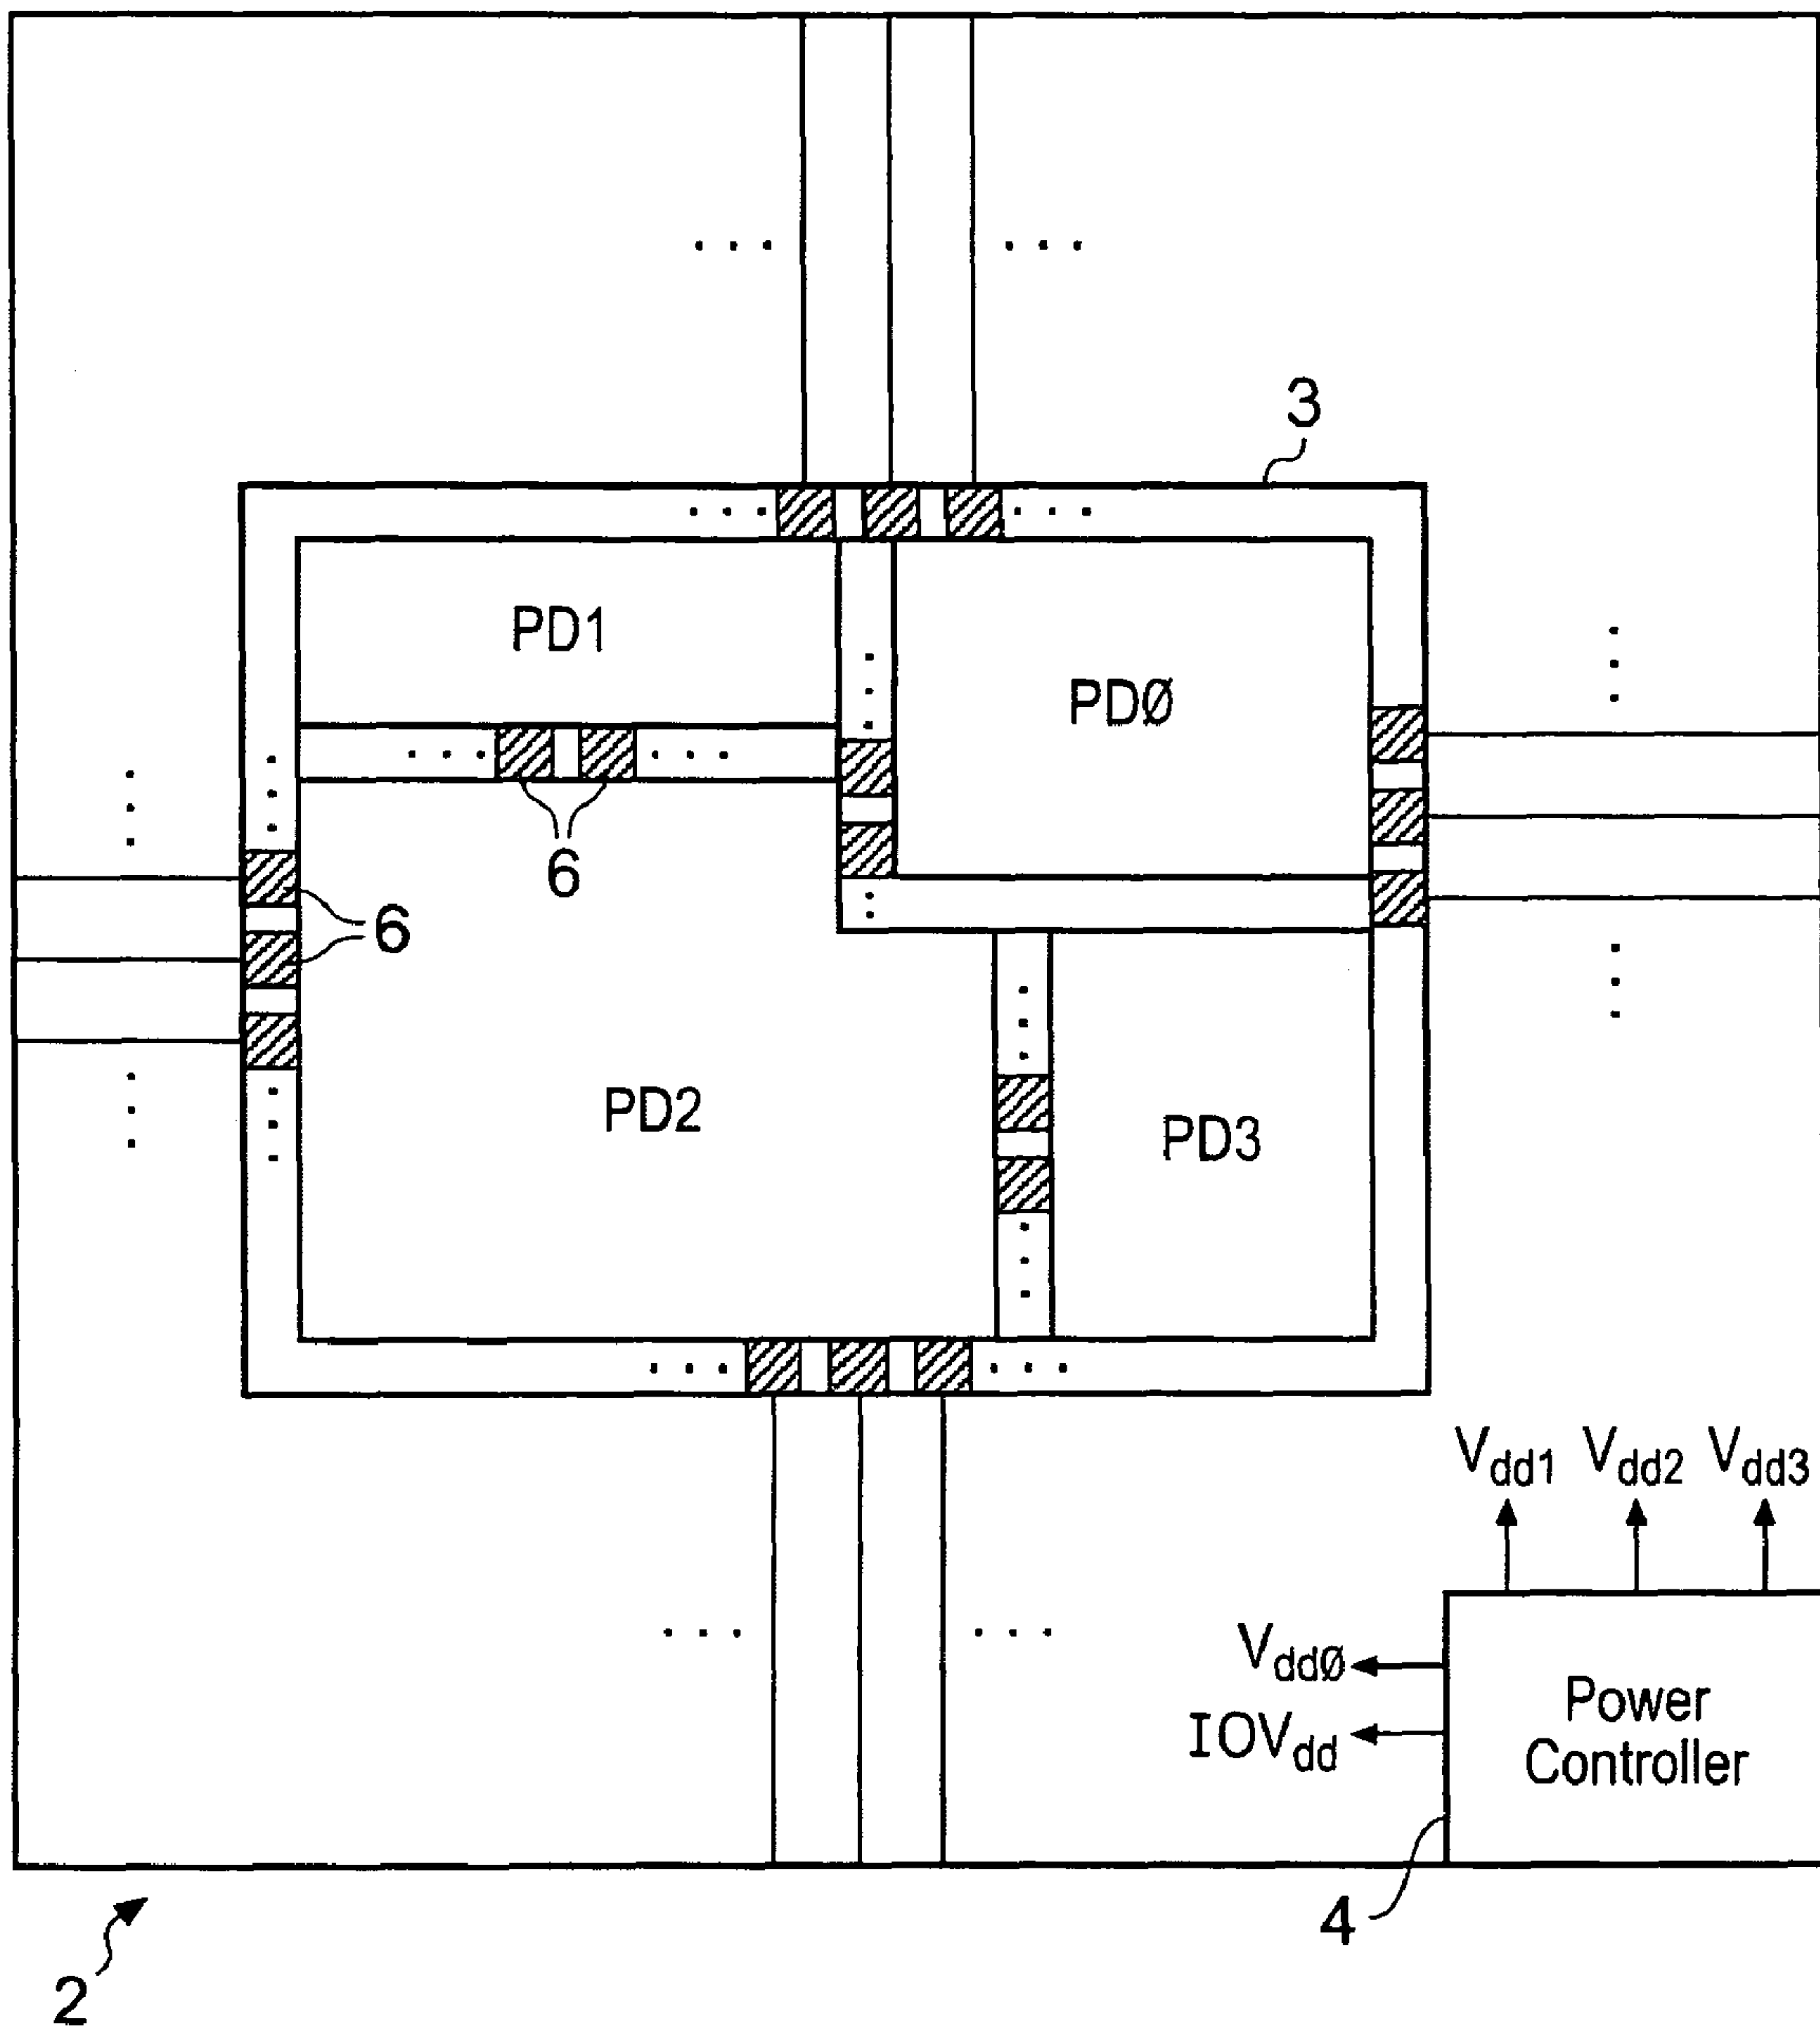 3
PD1
PDØ
6
6
PD2
PD3
Vdd1 Vdd2 Vdd3
VddØ
IOVdd
Power
Controller
4
2